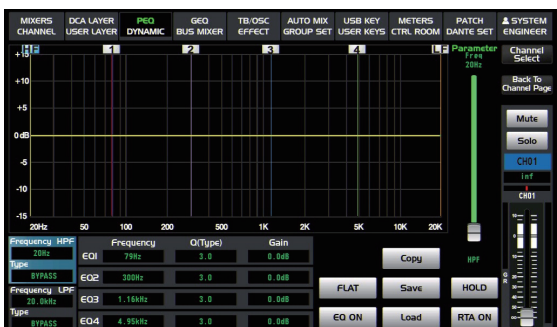 MIXERS DCA LAYER PEQ GEQ TB/OSC AUTO MIX USB KEY METERS PATCH SYSTEM
CHANNEL USER LAYER DYNAMIC BUS MIXER EFFECT GROUP SET USER KEYS CTRL ROOM DANTE SET ENGINEER
HF 1 2 3 4 LF Parameter
Freq
20Hz
Channel Select
Back To Channel Page
Mute
Solo
CH01
inf
CH01
+15
+10
+5
0dB
-5
-10
-15
20Hz 50 100 200 500 1K 2K 5K 10K 20K
Frequency HPF
20Hz
Type
BYPASS
Frequency LPF
20.0kHz
Type
BYPASS
Frequency Q(Type) Gain
EQ1 79Hz 3.0 0.0dB
EQ2 300Hz 3.0 0.0dB
EQ3 1.16kHz 3.0 0.0dB
EQ4 4.95kHz 3.0 0.0dB
HPF
Copy
FLAT Save HOLD
EQ ON Load RTA ON